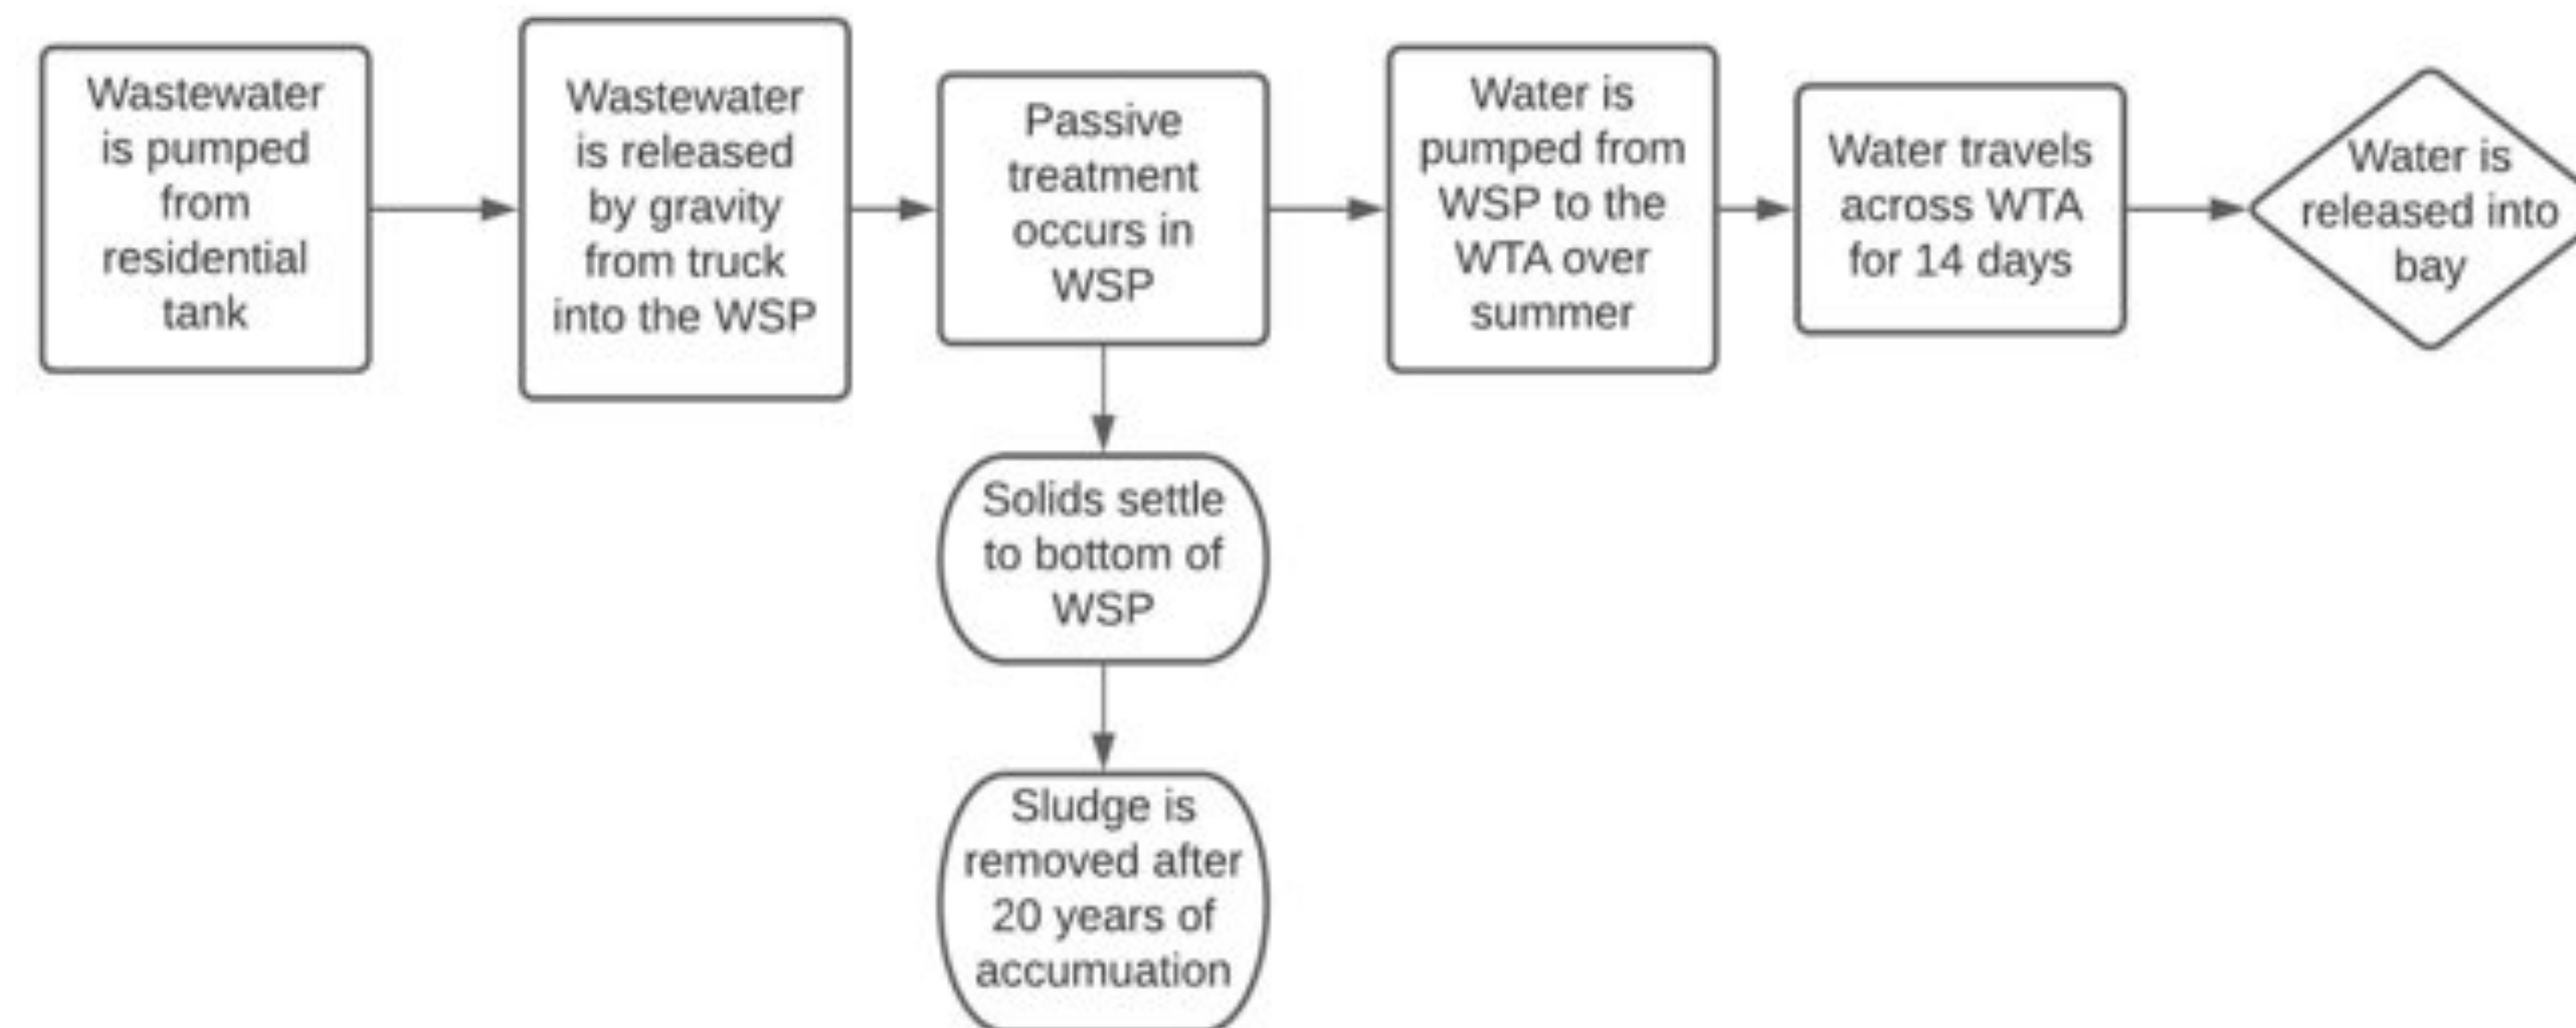 Wastewater
is pumped
from
residential
tank
Wastewater
is released
by gravity
from truck
into the WSP
Passive
treatment
occurs in
WSP
Water is
pumped from
WSP to the
WTA over
summer
Water travels
across WTA
for 14 days
Water is
released into
bay
Solids settle
to bottom of
WSP
Sludge is
removed after
20 years of
accumuation